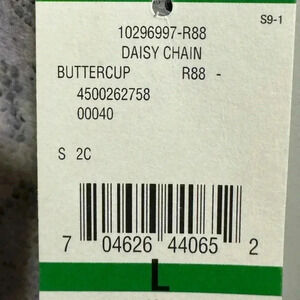 S9-1
10296997-R88
DAISY CHAIN
BUTTERCUP R88 -
4500262758
00040
S 2C
7 04626 44065 2
L